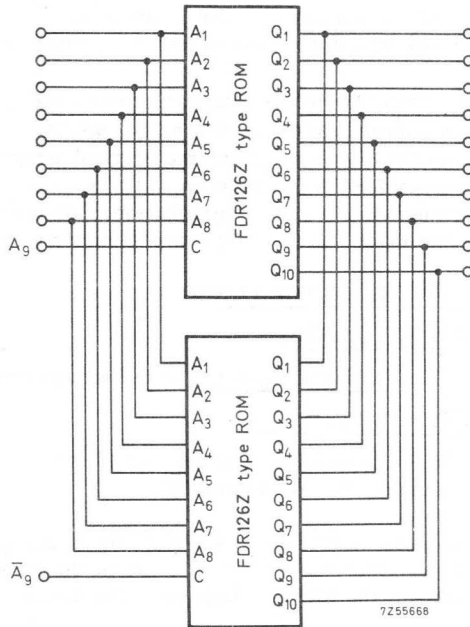 A1
A2
A3
A4
A5
A6
A7
A8
A9
C
FDR126Z type ROM
Q1
Q2
Q3
Q4
Q5
Q6
Q7
Q8
Q9
Q10
A1
A2
A3
A4
A5
A6
A7
A8
Ā9
C
FDR126Z type ROM
Q1
Q2
Q3
Q4
Q5
Q6
Q7
Q8
Q9
Q10
7Z55668